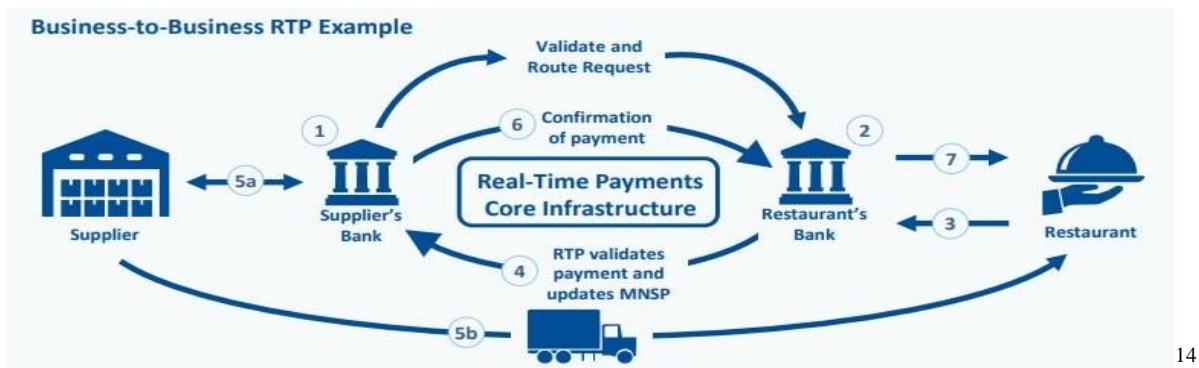 Business-to-Business RTP Example
Validate and
Route Request
1
6
Confirmation
of payment
2
5a
7
Real-Time Payments
Core Infrastructure
Supplier
Supplier's
Bank
Restaurant's
Bank
3
Restaurant
4
RTP validates
payment and
updates MNSP
5b
14